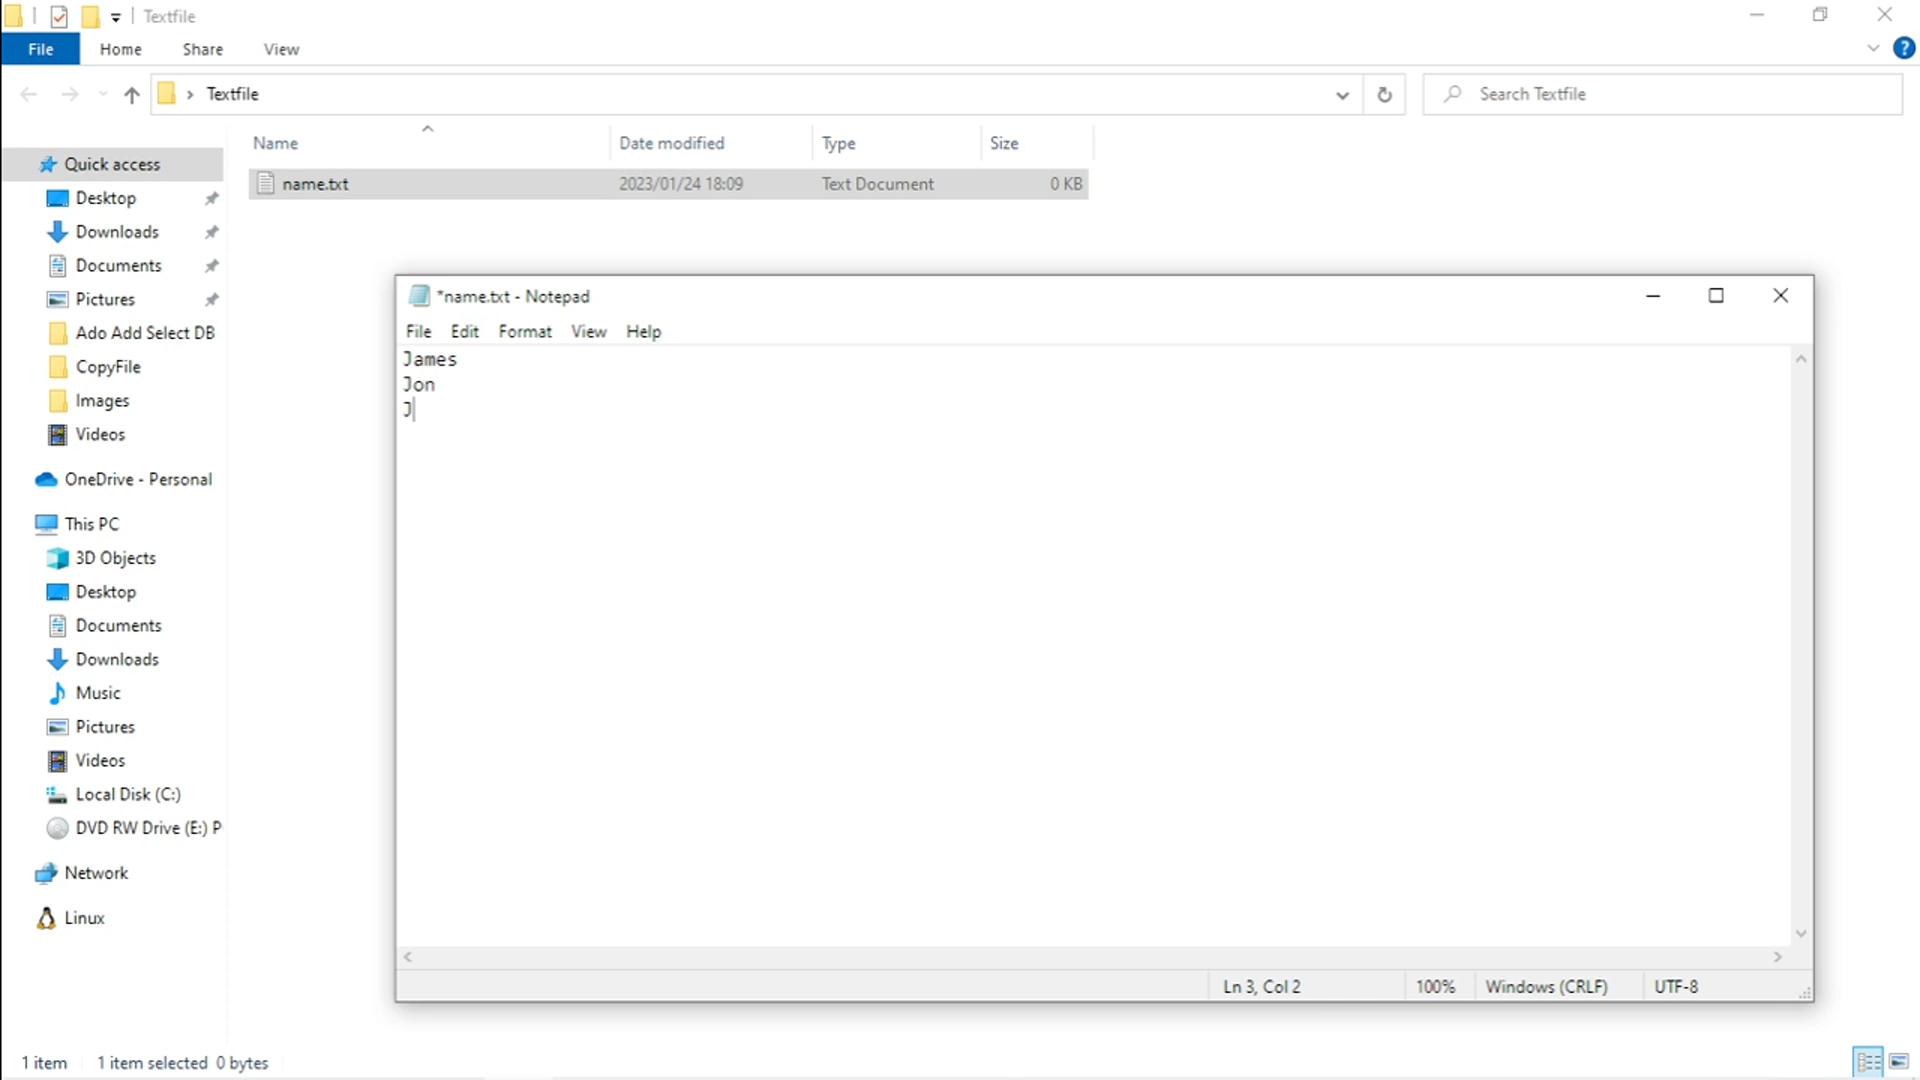 Textfile
File Home Share View
Textfile
Search Textfile
Name Date modified Type Size
name.txt 2023/01/24 18:09 Text Document 0 KB
Quick access
Desktop
Downloads
Documents
Pictures
Ado Add Select DB
CopyFile
Images
Videos
OneDrive - Personal
This PC
3D Objects
Desktop
Documents
Downloads
Music
Pictures
Videos
Local Disk (C:)
DVD RW Drive (E:) P
Network
Linux
*name.txt - Notepad
File Edit Format View Help
James
Jon
J
Ln 3, Col 2 100% Windows (CRLF) UTF-8
1 item 1 item selected 0 bytes